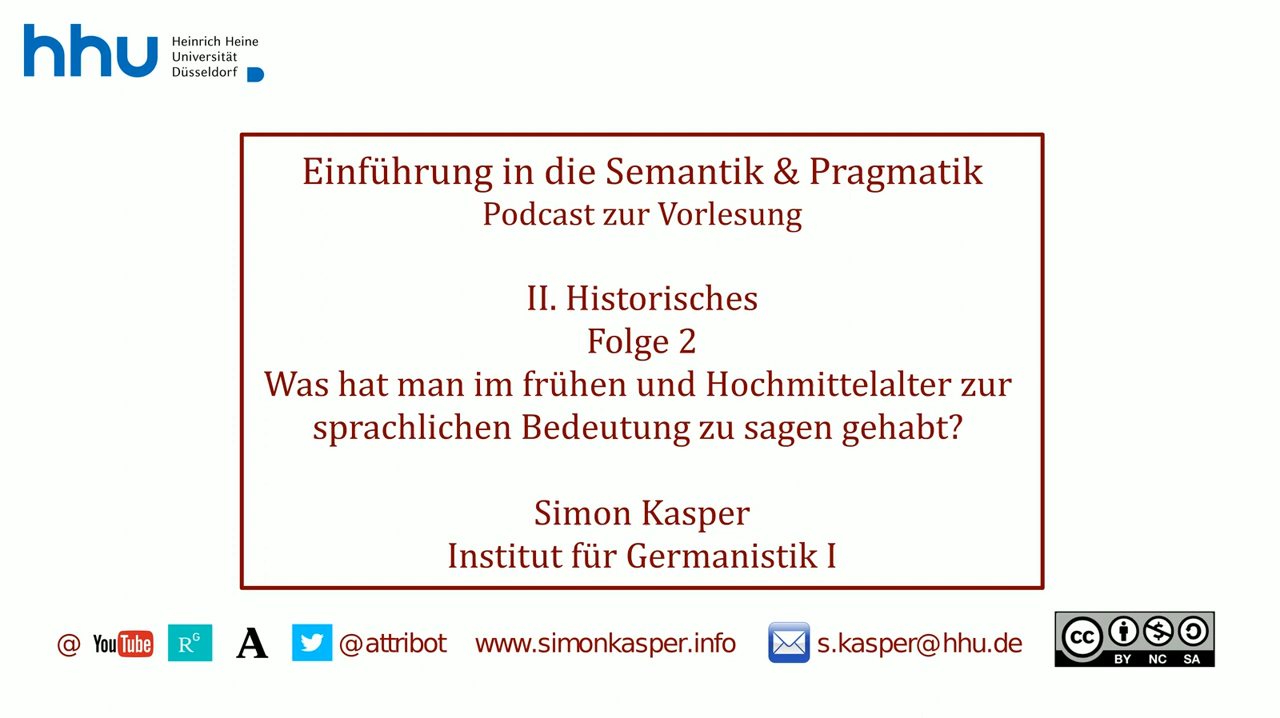 hhu Heinrich Heine
Universität
Düsseldorf
Einführung in die Semantik & Pragmatik
Podcast zur Vorlesung
II. Historisches
Folge 2
Was hat man im frühen und Hochmittelalter zur
sprachlichen Bedeutung zu sagen gehabt?
Simon Kasper
Institut für Germanistik I
@ YouTube RG A @attribot www.simonkasper.info s.kasper@hhu.de
cc
BY NC SA